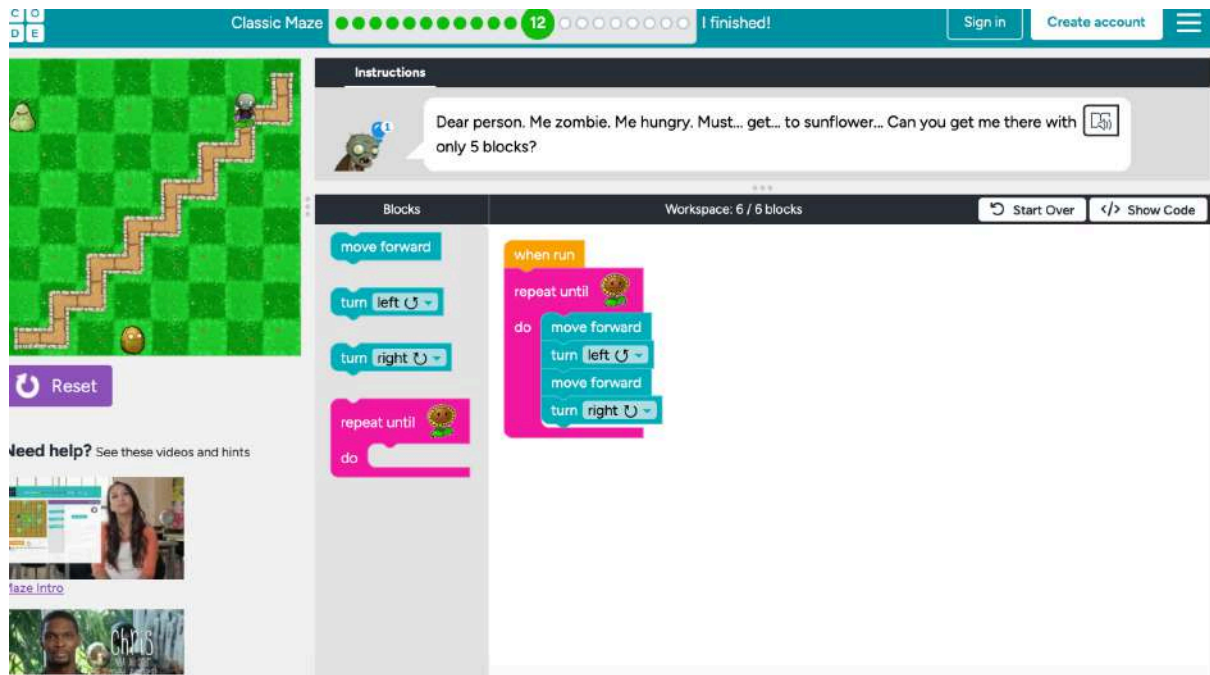 C O
D E
Classic Maze 12 I finished! Sign in Create account
Instructions
1
Dear person. Me zombie. Me hungry. Must... get... to sunflower... Can you get me there with
only 5 blocks?
Blocks Workspace: 6 / 6 blocks Start Over </> Show Code
move forward
turn left ↺
turn right ↻
repeat until
do
when run
repeat until
do move forward
turn left ↺
move forward
turn right ↻
Reset
Need help? See these videos and hints
Maze Intro
Chris